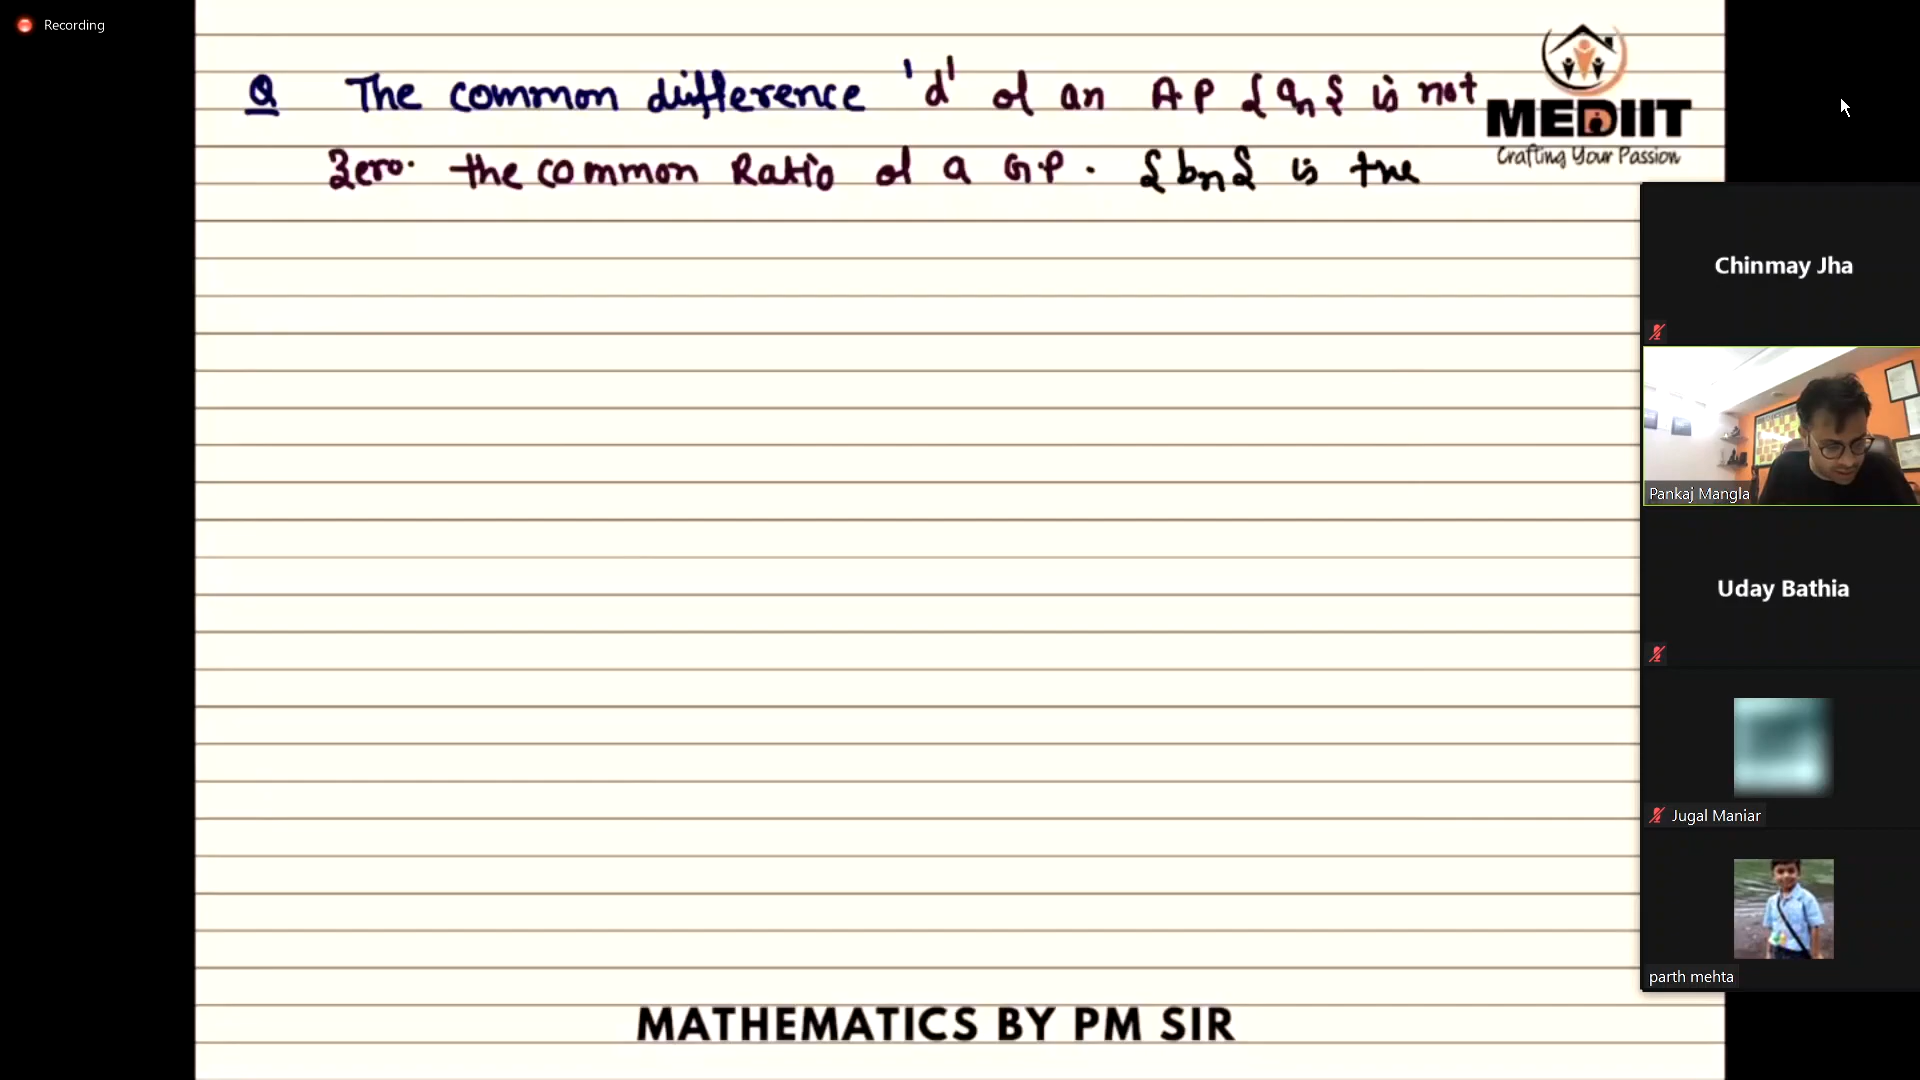 Recording
Q The common difference 'd' of an AP {an} is not
Zero. the common Ratio of a G.P. {bn} is the
MEDIIT
Crafting Your Passion
Chinmay Jha
Pankaj Mangla
Uday Bathia
Jugal Maniar
parth mehta
MATHEMATICS BY PM SIR